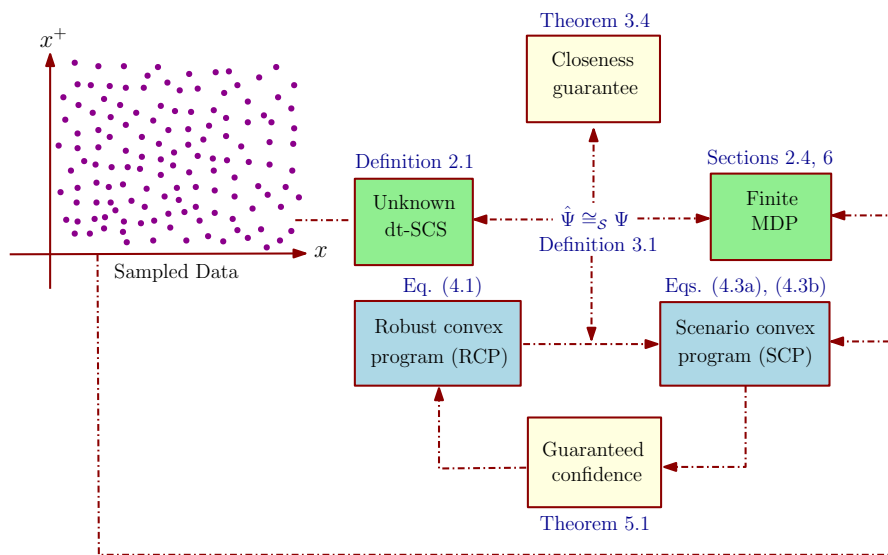 Theorem 3.4
x⁺
Closeness
guarantee
Definition 2.1
Sections 2.4, 6
Unknown
dt-SCS
Ψ̂ ≅_𝒮 Ψ
Definition 3.1
Finite
MDP
x
Sampled Data
Eq. (4.1)
Eqs. (4.3a), (4.3b)
Robust convex
program (RCP)
Scenario convex
program (SCP)
Guaranteed
confidence
Theorem 5.1